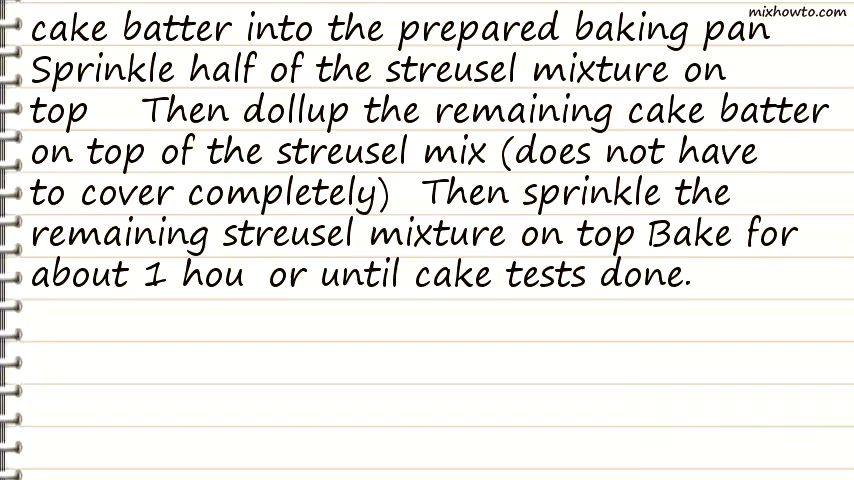 mixhowto.com
cake batter into the prepared baking pan
Sprinkle half of the streusel mixture on
top Then dollup the remaining cake batter
on top of the streusel mix (does not have
to cover completely) Then sprinkle the
remaining streusel mixture on top Bake for
about 1 hou or until cake tests done.